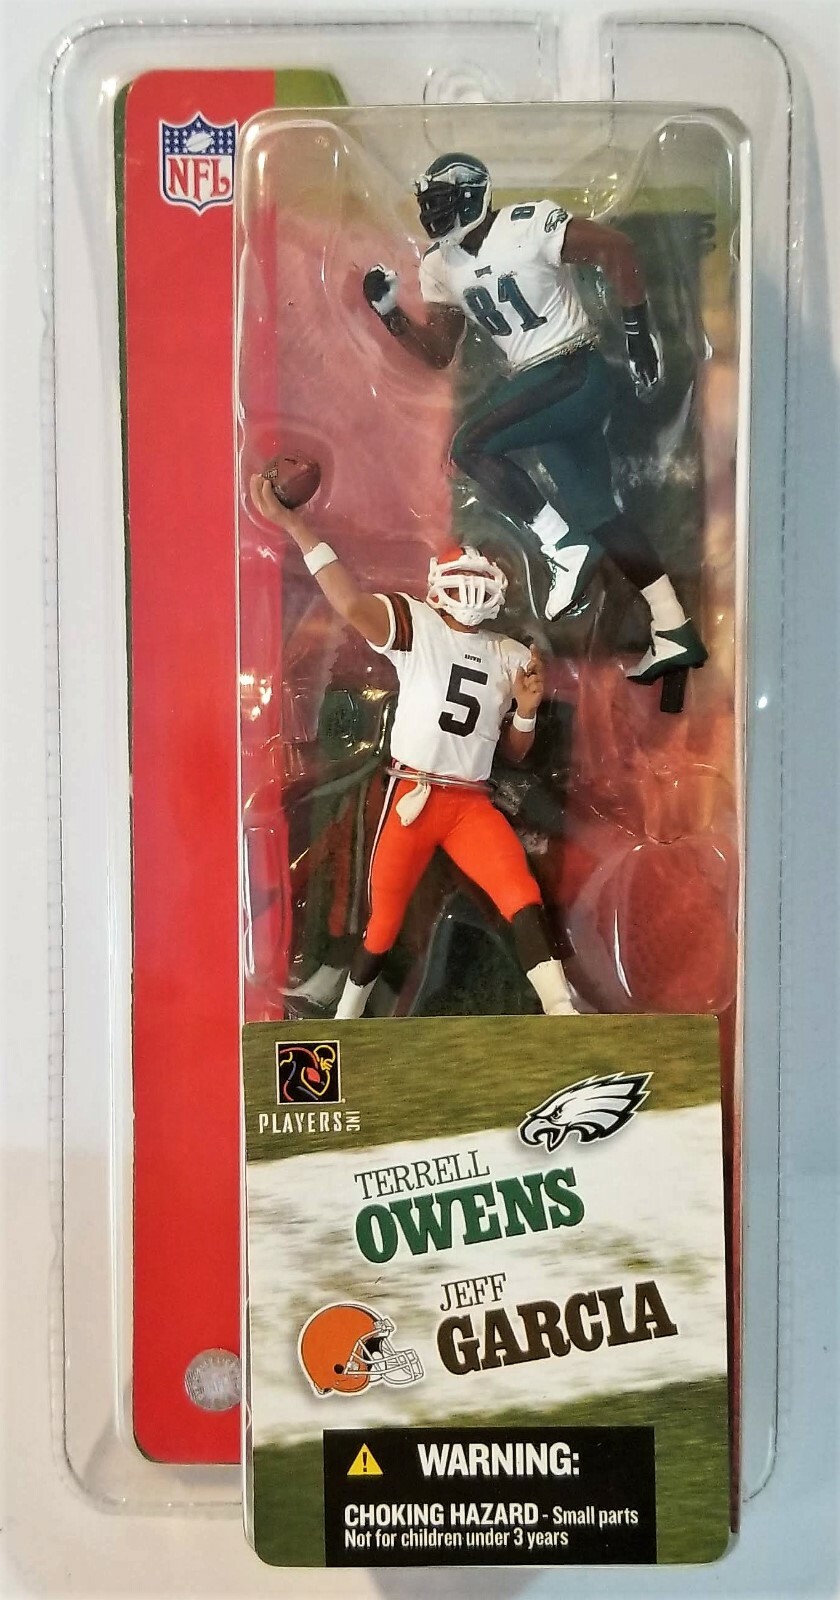 NFL
8
81
5
PLAYERS INC
TERRELL
OWENS
JEFF
GARCIA
WARNING:
CHOKING HAZARD - Small parts
Not for children under 3 years